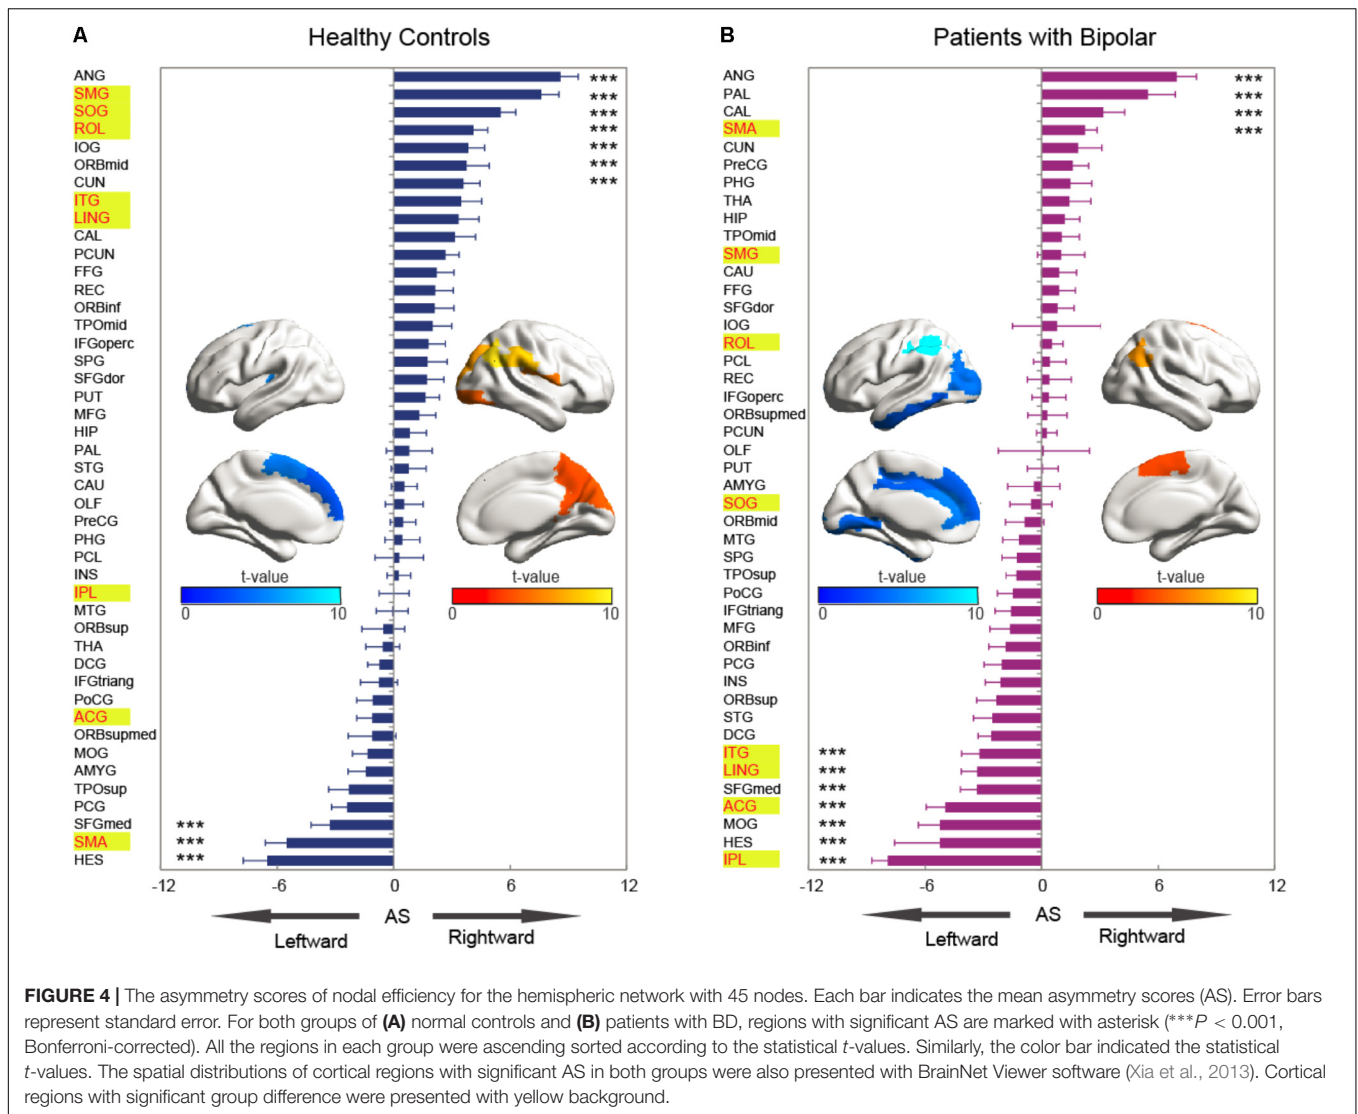 A
Healthy Controls
ANG ***
SMG ***
SOG ***
ROL ***
IOG ***
ORBmid ***
CUN ***
ITG
LING
CAL
PCUN
FFG
REC
ORBinf
TPOmid
IFGoperc
SPG
SFGdor
PUT
MFG
HIP
PAL
STG
CAU
OLF
PreCG
PHG
PCL
INS
IPL
MTG
ORBsup
THA
DCG
IFGtriang
PoCG
ACG
ORBsupmed
MOG
AMYG
TPOsup
PCG
SFGmed ***
SMA ***
HES ***
t-value
0 10
t-value
0 10
-12 -6 0 6 12
AS
Leftward Rightward
B
Patients with Bipolar
ANG ***
PAL ***
CAL ***
SMA ***
CUN
PreCG
PHG
THA
HIP
TPOmid
SMG
CAU
FFG
SFGdor
IOG
ROL
PCL
REC
IFGoperc
ORBsupmed
PCUN
OLF
PUT
AMYG
SOG
ORBmid
MTG
SPG
TPOsup
PoCG
IFGtriang
MFG
ORBinf
PCG
INS
ORBsup
STG
DCG
ITG ***
LING ***
SFGmed ***
ACG ***
MOG ***
HES ***
IPL ***
t-value
0 10
t-value
0 10
-12 -6 0 6 12
AS
Leftward Rightward
FIGURE 4 | The asymmetry scores of nodal efficiency for the hemispheric network with 45 nodes. Each bar indicates the mean asymmetry scores (AS). Error bars
represent standard error. For both groups of (A) normal controls and (B) patients with BD, regions with significant AS are marked with asterisk (***P < 0.001,
Bonferroni-corrected). All the regions in each group were ascending sorted according to the statistical t-values. Similarly, the color bar indicated the statistical
t-values. The spatial distributions of cortical regions with significant AS in both groups were also presented with BrainNet Viewer software (Xia et al., 2013). Cortical
regions with significant group difference were presented with yellow background.